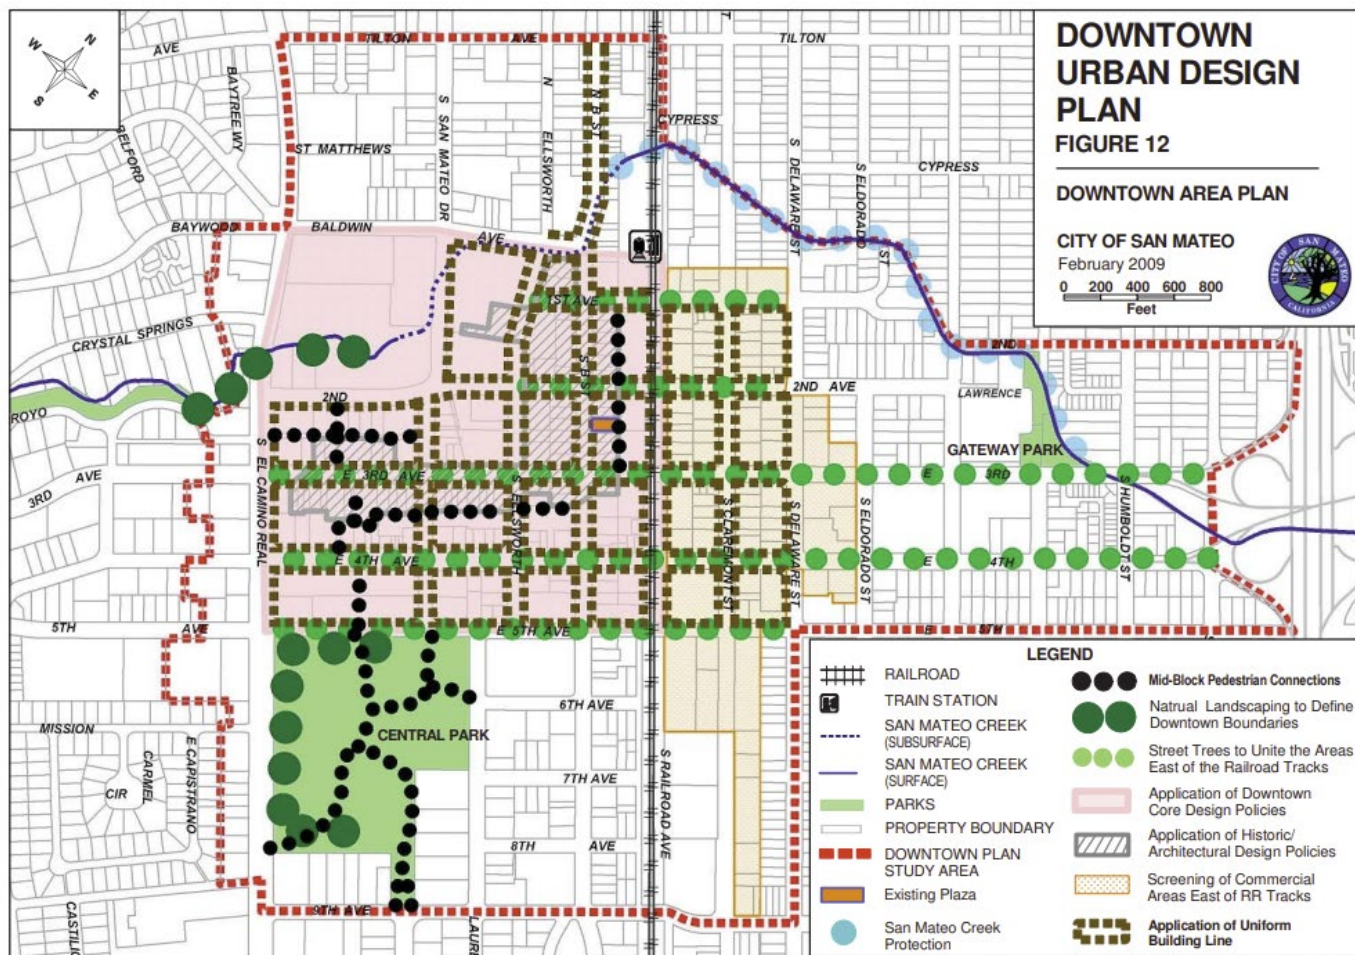 DOWNTOWN
URBAN DESIGN
PLAN
FIGURE 12
DOWNTOWN AREA PLAN
CITY OF SAN MATEO
February 2009
0 200 400 600 800
Feet
CITY OF SAN MATEO
CALIFORNIA
N
W
E
S
AVE
TILTON AVE
TILTON
BAYTREE WY
BELFORD
ST MATTHEWS
S SAN MATEO DR
N
ELLSWORTH
N B ST
CYPRESS
S DELAWARE ST
S ELDORADO ST
CYPRESS
BAYWOOD
BALDWIN
AVE
CRYSTAL SPRINGS
1ST AVE
S B ST
2ND
2ND AVE
2ND
LAWRENCE
ROYO
GATEWAY PARK
3RD AVE
S EL CAMINO REAL
E 3RD AVE
E 3RD
S ELLSWORTH
S CLAREMONT ST
S DELAWARE ST
S ELDORADO ST
S HUMBOLDT ST
E 4TH AVE
E 4TH
5TH AVE
E 5TH AVE
E 5TH
MISSION
CENTRAL PARK
6TH AVE
7TH AVE
8TH AVE
9TH AVE
CARMEL
CIR
E CAPISTRANO
S RAILROAD AVE
CASTILIC
LAURE
LEGEND
RAILROAD
TRAIN STATION
SAN MATEO CREEK
(SUBSURFACE)
SAN MATEO CREEK
(SURFACE)
PARKS
PROPERTY BOUNDARY
DOWNTOWN PLAN
STUDY AREA
Existing Plaza
San Mateo Creek
Protection
Mid-Block Pedestrian Connections
Natrual Landscaping to Define
Downtown Boundaries
Street Trees to Unite the Areas
East of the Railroad Tracks
Application of Downtown
Core Design Policies
Application of Historic/
Architectural Design Policies
Screening of Commercial
Areas East of RR Tracks
Application of Uniform
Building Line